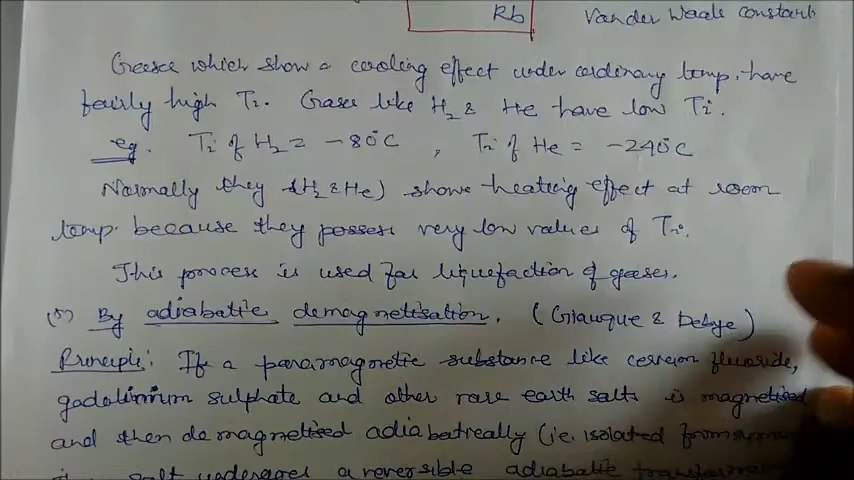 Rb
Vander Waals constant
Gases which show a cooling effect under ordinary temp. have
fairly high Ti. Gases like H2 & He have low Ti.
eg. Ti of H2 = -80°C , Ti of He = -240°C
Normally they (H2 & He) shows heating effect at room
temp. because they possess very low values of Ti.
This process is used for liquefaction of gases.
(5) By adiabatic demagnetisation. (Giauque & Debye)
Principle: If a paramagnetic substance like cerium fluoride,
gadolinium sulphate and other rare earth salts is magnetised
and then demagnetised adiabatically (i.e. isolated from
salt undergoes a reversible adiabatic